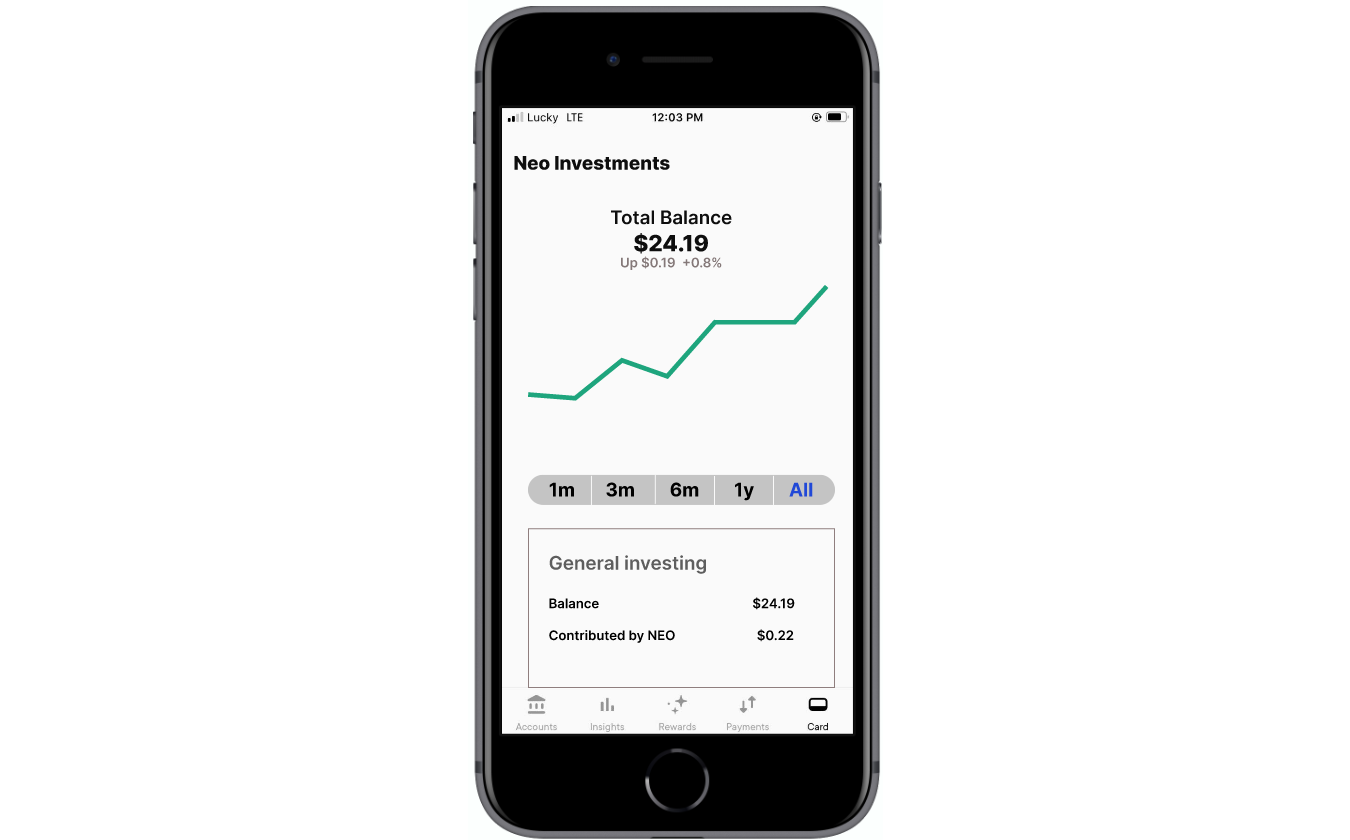 Lucky LTE 12:03 PM
Neo Investments
Total Balance
$24.19
Up $0.19 +0.8%
1m 3m 6m 1y All
General investing
Balance $24.19
Contributed by NEO $0.22
Accounts Insights Rewards Payments Card